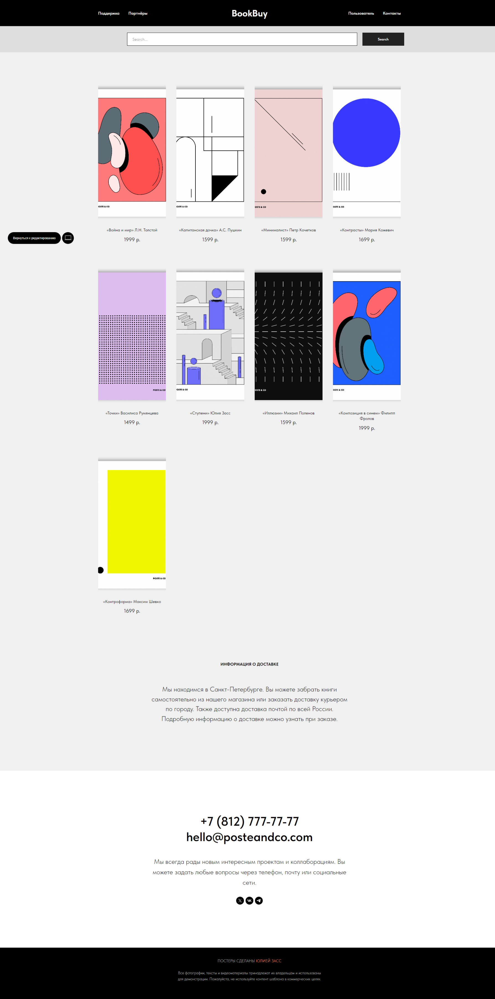 Поддержка Партнёры BookBuy Пользователь Контакты
Search... Search
OSTE & CO OSTE & CO OSTE & CO OSTE & CO
«Война и мир» Л.Н. Толстой «Капитанская дочка» А.С. Пушкин «Минималист» Петр Кочетков «Контрасты» Мария Кожевич
1999 р. 1599 р. 1599 р. 1699 р.
Вернуться к редактированию
POSTE & CO OSTE & CO OSTE & CO OSTE & CO
«Точки» Василиса Румянцева «Ступени» Юлия Засс «Иллюзии» Михаил Поленов «Композиция в синем» Филипп
Фролов
1499 р. 1999 р. 1599 р. 1999 р.
POSTE & CO
«Контроформа» Максим Шевко
1699 р.
ИНФОРМАЦИЯ О ДОСТАВКЕ
Мы находимся в Санкт-Петербурге. Вы можете забрать книги
самостоятельно из нашего магазина или заказать доставку курьером
по городу. Также доступна доставка почтой по всей России.
Подробную информацию о доставке можно узнать при заказе.
+7 (812) 777-77-77
hello@posteandco.com
Мы всегда рады новым интересным проектам и коллаборациям. Вы
можете задать любые вопросы через телефон, почту или социальные
сети.
ПОСТЕРЫ СДЕЛАНЫ ЮЛИЕЙ ЗАСС
Все фотографии, тексты и видеоматериалы принадлежат их владельцам и использованы
для демонстрации. Пожалуйста, не используйте контент шаблона в коммерческих целях.